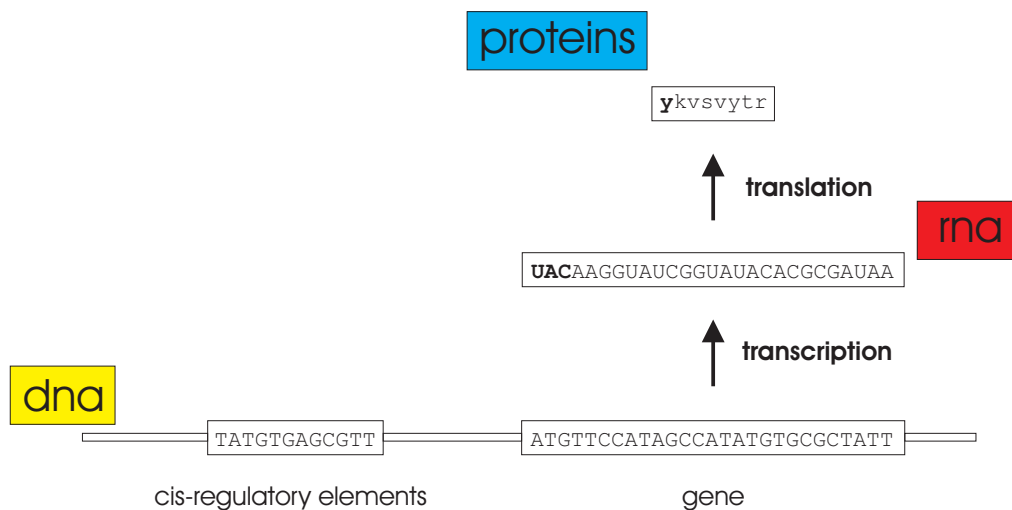 proteins
ykvsvytr
translation
rna
UACAAGGUAUCGGUAUACACGCGAUAA
transcription
dna
TATGTGAGCGTT
ATGTTCCATAGCCATATGTGCGCTATT
cis-regulatory elements
gene